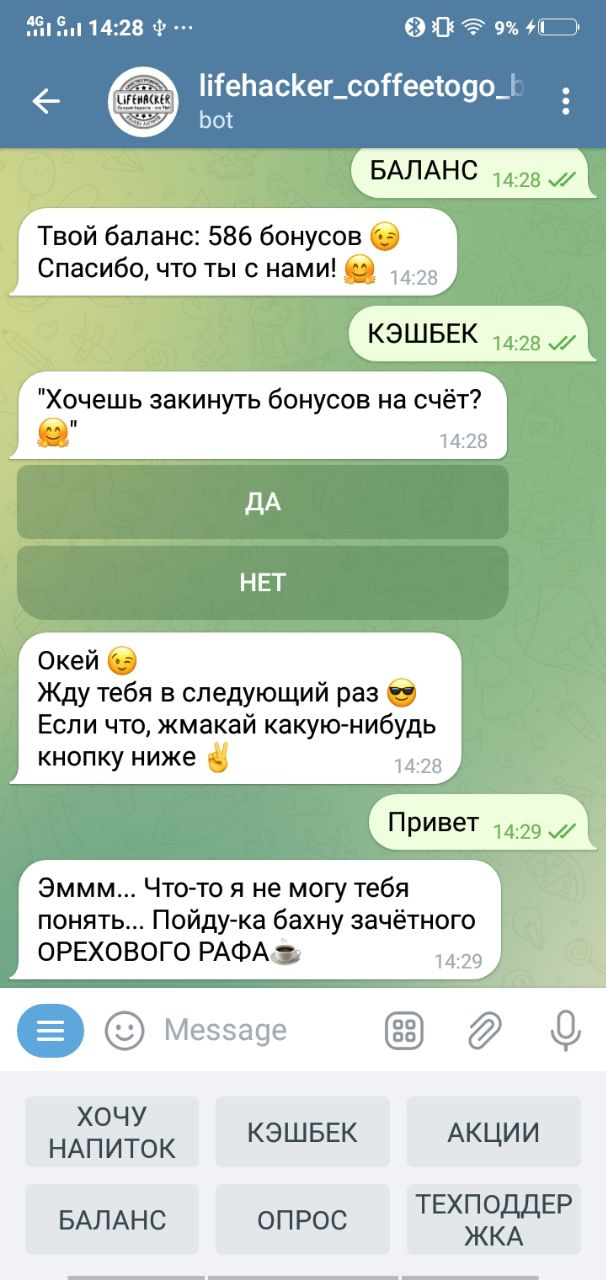 4G G 14:28 9%
lifehacker_coffeetogo_b
bot
LIFEHACKER
БАЛАНС 14:28
Твой баланс: 586 бонусов 😉
Спасибо, что ты с нами! 🤗 14:28
КЭШБЕК 14:28
"Хочешь закинуть бонусов на счёт?
🤗" 14:28
ДА
НЕТ
Окей 😉
Жду тебя в следующий раз 😎
Если что, жмакай какую-нибудь
кнопку ниже ✌ 14:28
Привет 14:29
Эммм... Что-то я не могу тебя
понять... Пойду-ка бахну зачётного
ОРЕХОВОГО РАФА☕ 14:29
Message
ХОЧУ
НАПИТОК
КЭШБЕК
АКЦИИ
БАЛАНС
ОПРОС
ТЕХПОДДЕР
ЖКА